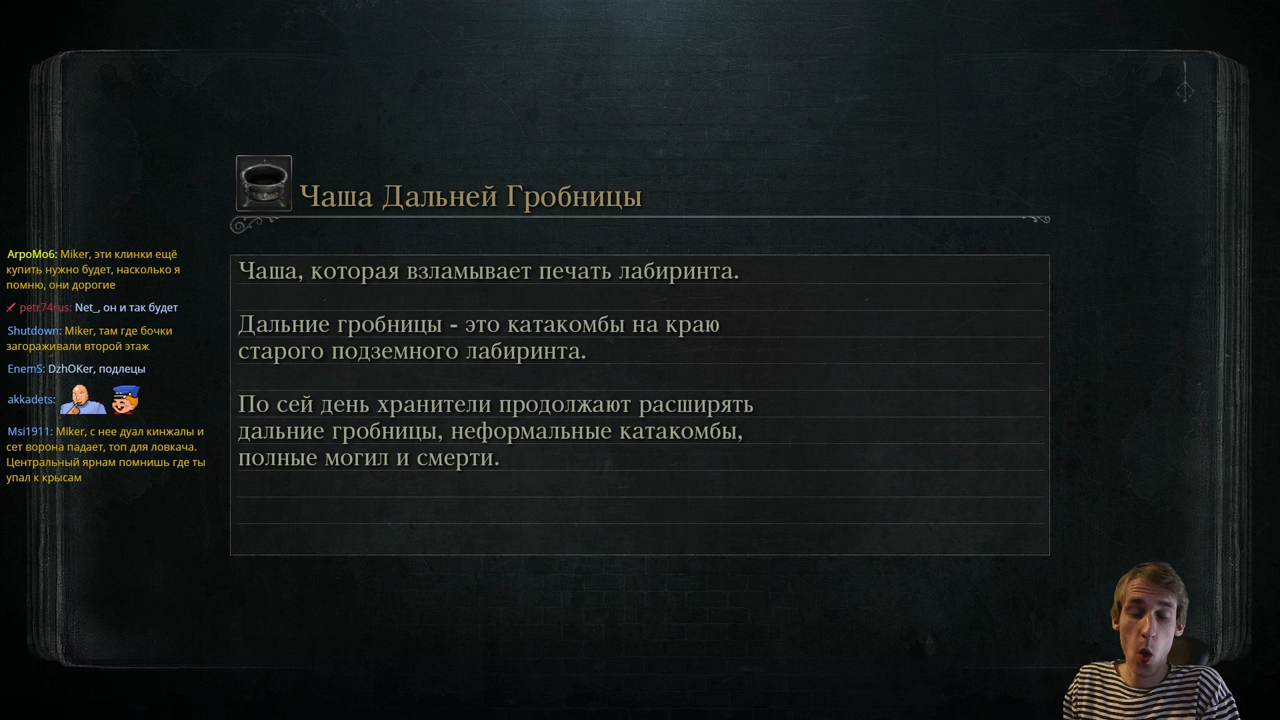 Чаша Дальней Гробницы
Чаша, которая взламывает печать лабиринта.
Дальние гробницы - это катакомбы на краю
старого подземного лабиринта.
По сей день хранители продолжают расширять
дальние гробницы, неформальные катакомбы,
полные могил и смерти.
АгроМоб: Miker, эти клинки ещё
купить нужно будет, насколько я
помню, они дорогие
petr74rus: Net_, он и так будет
Shutdown: Miker, там где бочки
загораживали второй этаж
EnemS: DzhOKer, подлецы
akkadets:
Msi1911: Miker, с нее дуал кинжалы и
сет ворона падает, топ для ловкача.
Центральный ярнам помнишь где ты
упал к крысам